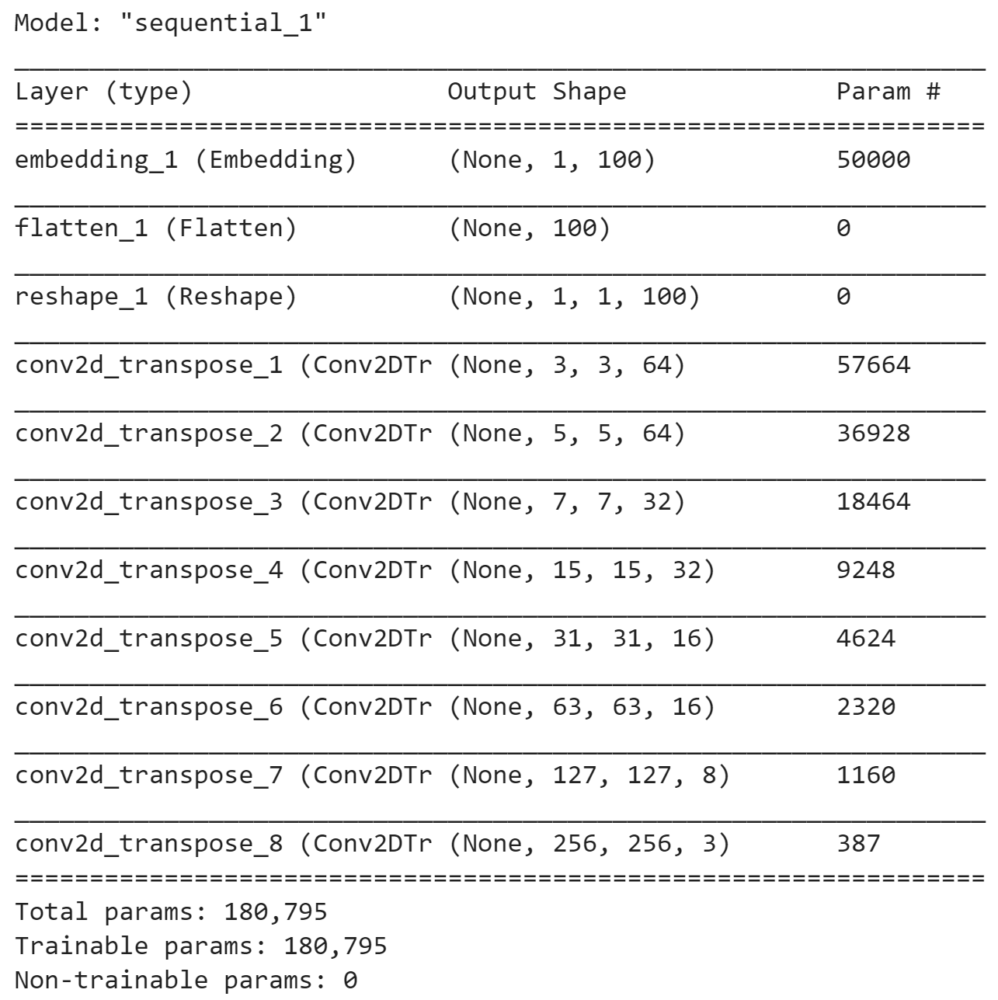 Model: "sequential_1"
_________________________________________________________________
Layer (type)                 Output Shape              Param #
=================================================================
embedding_1 (Embedding)      (None, 1, 100)            50000
_________________________________________________________________
flatten_1 (Flatten)          (None, 100)               0
_________________________________________________________________
reshape_1 (Reshape)          (None, 1, 1, 100)         0
_________________________________________________________________
conv2d_transpose_1 (Conv2DTr (None, 3, 3, 64)          57664
_________________________________________________________________
conv2d_transpose_2 (Conv2DTr (None, 5, 5, 64)          36928
_________________________________________________________________
conv2d_transpose_3 (Conv2DTr (None, 7, 7, 32)          18464
_________________________________________________________________
conv2d_transpose_4 (Conv2DTr (None, 15, 15, 32)        9248
_________________________________________________________________
conv2d_transpose_5 (Conv2DTr (None, 31, 31, 16)        4624
_________________________________________________________________
conv2d_transpose_6 (Conv2DTr (None, 63, 63, 16)        2320
_________________________________________________________________
conv2d_transpose_7 (Conv2DTr (None, 127, 127, 8)       1160
_________________________________________________________________
conv2d_transpose_8 (Conv2DTr (None, 256, 256, 3)       387
=================================================================
Total params: 180,795
Trainable params: 180,795
Non-trainable params: 0